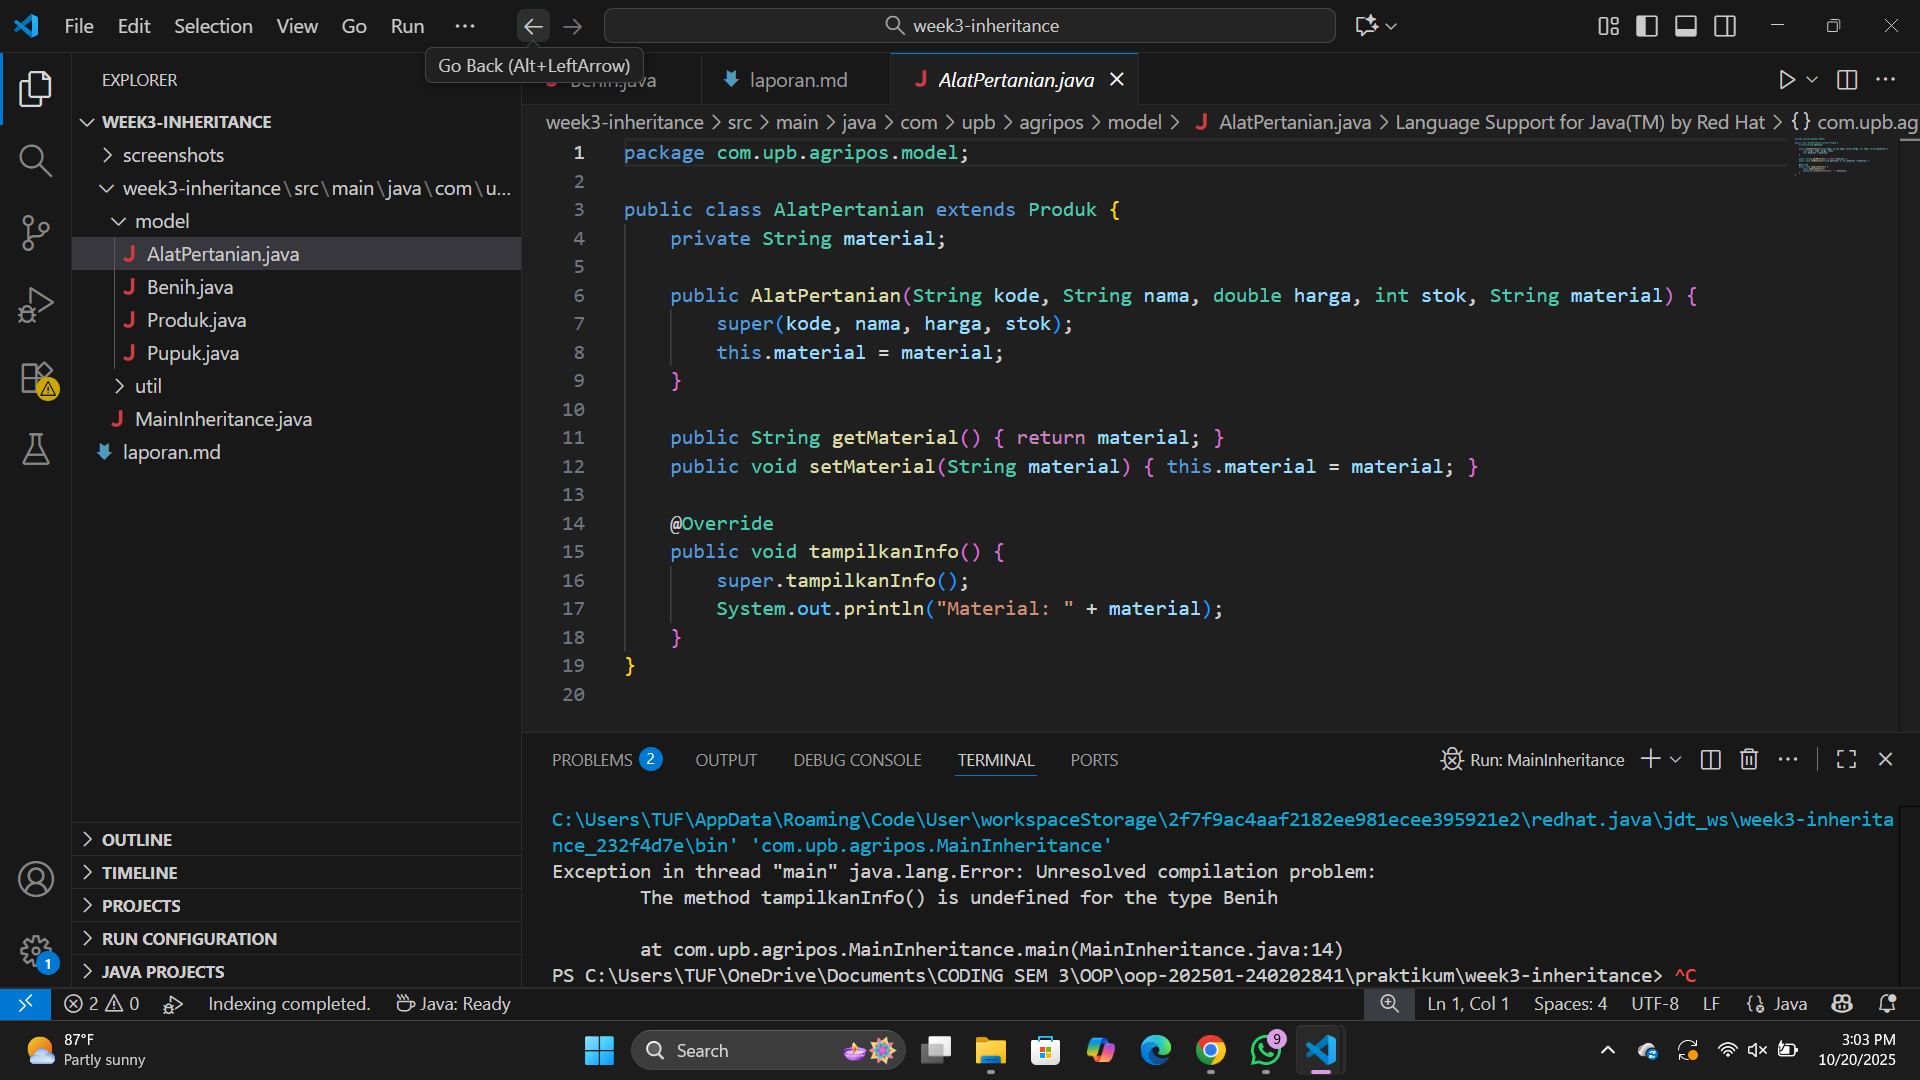 File Edit Selection View Go Run ··· week3-inheritance
Go Back (Alt+LeftArrow)
EXPLORER
Benih.java laporan.md AlatPertanian.java
WEEK3-INHERITANCE
screenshots
week3-inheritance\src\main\java\com\u...
model
AlatPertanian.java
Benih.java
Produk.java
Pupuk.java
util
MainInheritance.java
laporan.md
OUTLINE
TIMELINE
PROJECTS
RUN CONFIGURATION
JAVA PROJECTS
1
week3-inheritance > src > main > java > com > upb > agripos > model > AlatPertanian.java > Language Support for Java(TM) by Red Hat > {} com.upb.ag
1 package com.upb.agripos.model;
2
3 public class AlatPertanian extends Produk {
4 private String material;
5
6 public AlatPertanian(String kode, String nama, double harga, int stok, String material) {
7 super(kode, nama, harga, stok);
8 this.material = material;
9 }
10
11 public String getMaterial() { return material; }
12 public void setMaterial(String material) { this.material = material; }
13
14 @Override
15 public void tampilkanInfo() {
16 super.tampilkanInfo();
17 System.out.println("Material: " + material);
18 }
19 }
20
PROBLEMS 2 OUTPUT DEBUG CONSOLE TERMINAL PORTS Run: MainInheritance
C:\Users\TUF\AppData\Roaming\Code\User\workspaceStorage\2f7f9ac4aaf2182ee981ecee395921e2\redhat.java\jdt_ws\week3-inherita
nce_232f4d7e\bin' 'com.upb.agripos.MainInheritance'
Exception in thread "main" java.lang.Error: Unresolved compilation problem:
The method tampilkanInfo() is undefined for the type Benih
at com.upb.agripos.MainInheritance.main(MainInheritance.java:14)
PS C:\Users\TUF\OneDrive\Documents\CODING SEM 3\OOP\oop-202501-240202841\praktikum\week3-inheritance> ^C
2 0 Indexing completed. Java: Ready Ln 1, Col 1 Spaces: 4 UTF-8 LF {} Java
87°F
Partly sunny
Search
9
3:03 PM
10/20/2025